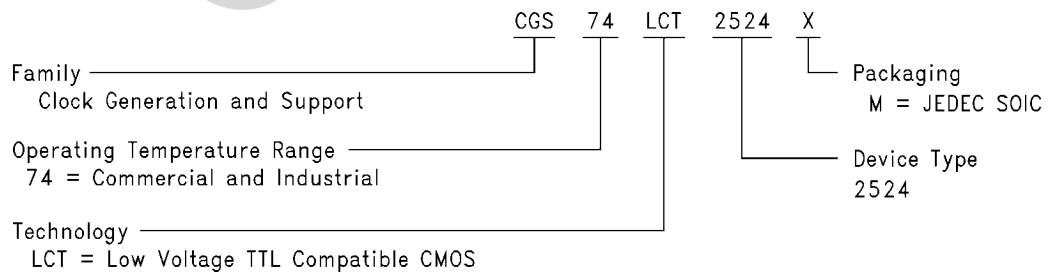 CGS 74 LCT 2524 X
Family
Clock Generation and Support
Packaging
M = JEDEC SOIC
Operating Temperature Range
74 = Commercial and Industrial
Device Type
2524
Technology
LCT = Low Voltage TTL Compatible CMOS